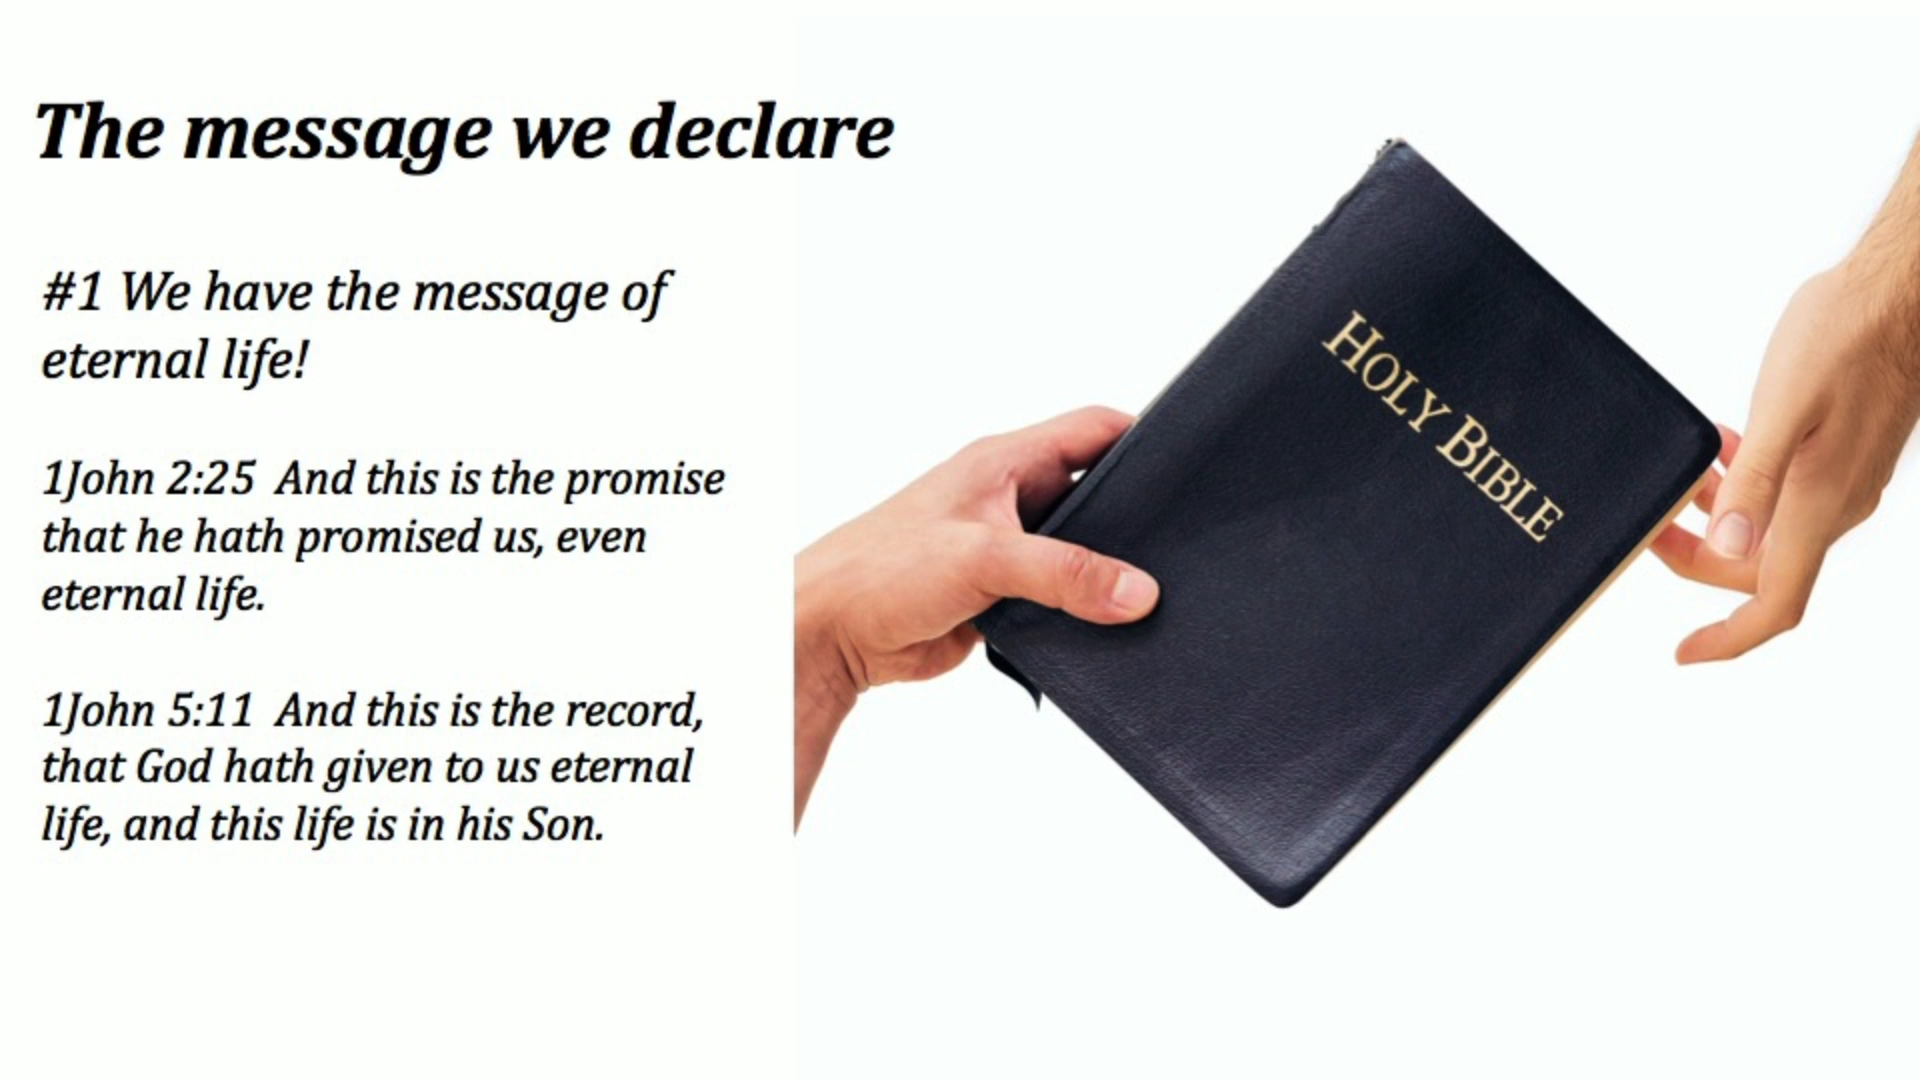 The message we declare
#1 We have the message of
eternal life!
1John 2:25  And this is the promise
that he hath promised us, even
eternal life.
1John 5:11  And this is the record,
that God hath given to us eternal
life, and this life is in his Son.
HOLY BIBLE